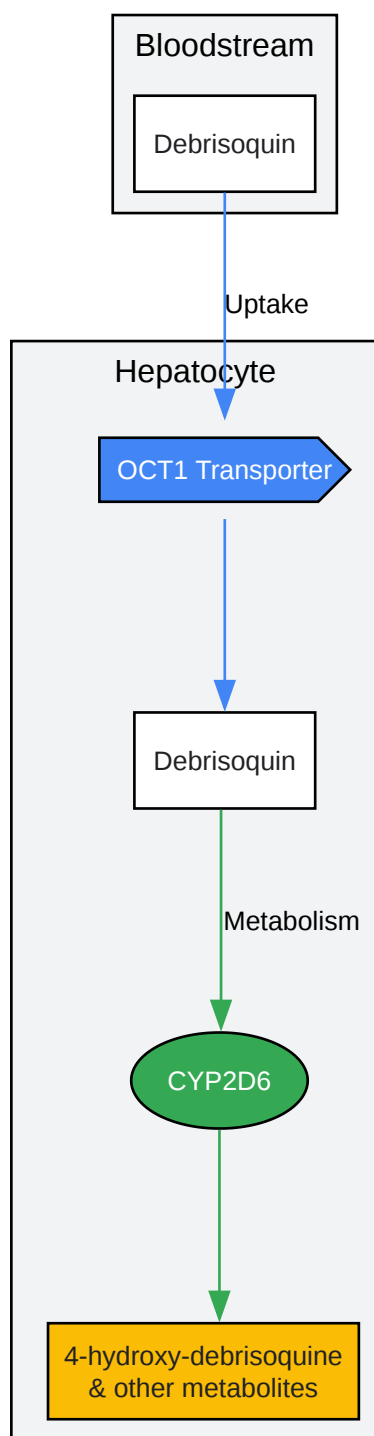 Bloodstream
Debrisoquin
Uptake
Hepatocyte
OCT1 Transporter
Debrisoquin
Metabolism
CYP2D6
4-hydroxy-debrisoquine
& other metabolites